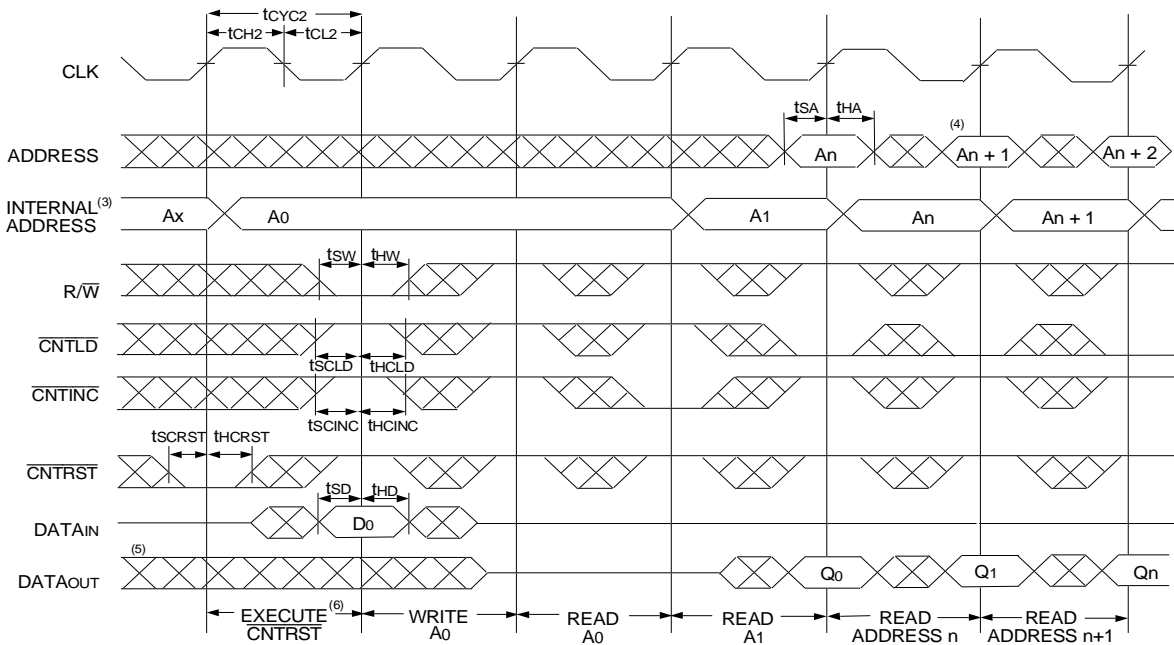 tCYC2
tCH2 tCL2
CLK
tSA tHA
ADDRESS An (4) An + 1 An + 2
INTERNAL(3)
ADDRESS Ax A0 A1 An An + 1
tSW tHW
R/W
CNTLD
tSCLD tHCLD
CNTINC
tSCINC tHCINC
tSCRST tHCRST
CNTRST
tSD tHD
DATAIN D0
(5)
DATAOUT Q0 Q1 Qn
EXECUTE(6)
CNTRST
WRITE
A0
READ
A0
READ
A1
READ
ADDRESS n
READ
ADDRESS n+1